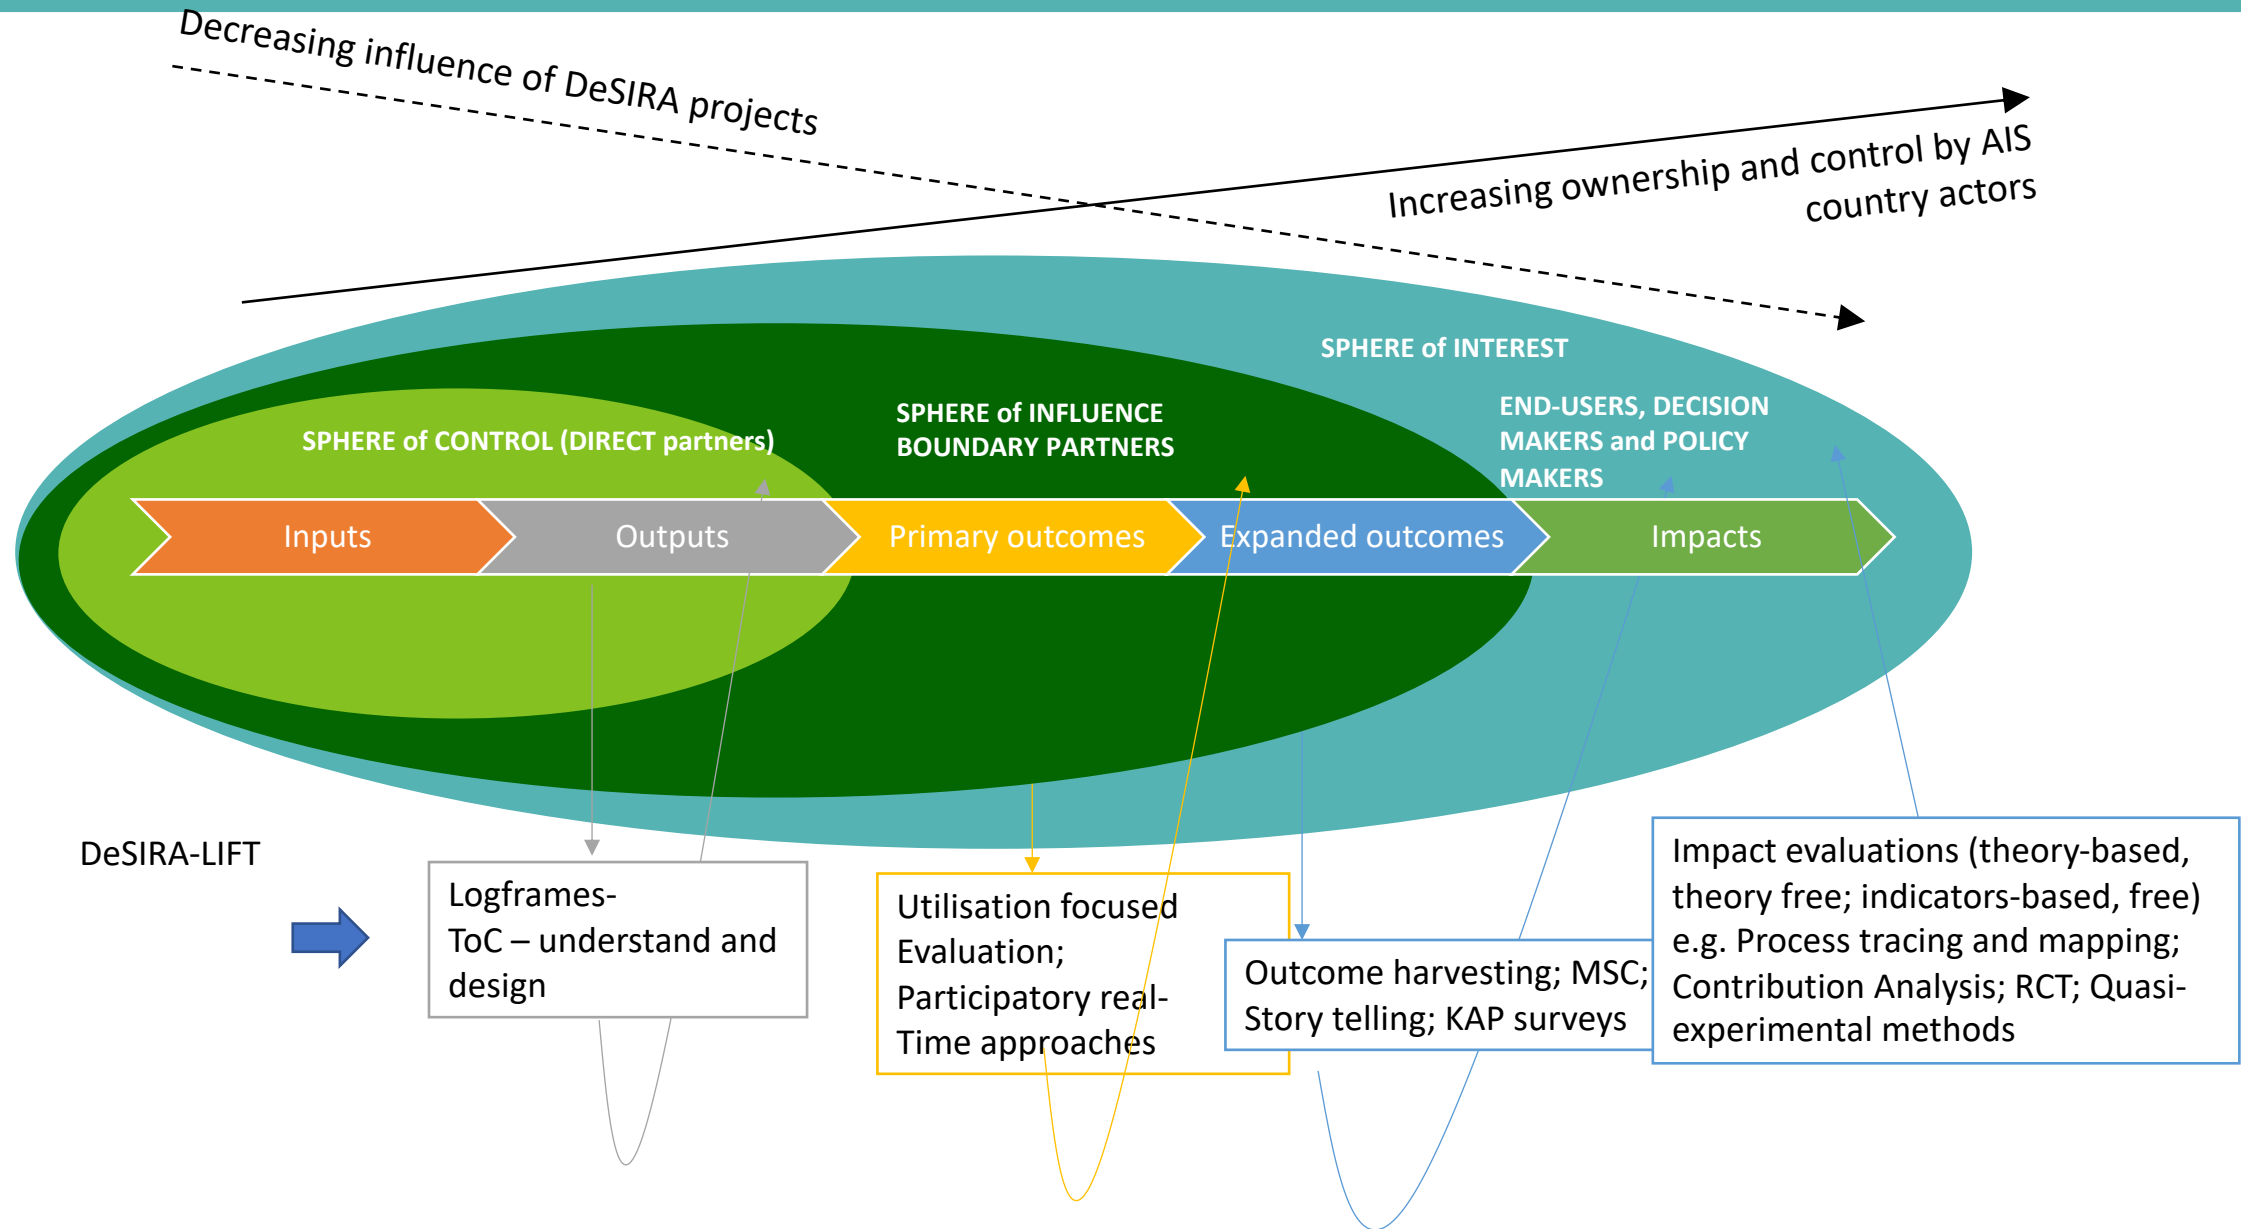 Decreasing influence of DeSIRA projects
Increasing ownership and control by AIS
country actors
SPHERE of INTEREST
SPHERE of CONTROL (DIRECT partners)
SPHERE of INFLUENCE
BOUNDARY PARTNERS
END-USERS, DECISION
MAKERS and POLICY
MAKERS
Inputs
Outputs
Primary outcomes
Expanded outcomes
Impacts
DeSIRA-LIFT
Logframes-
ToC – understand and
design
Utilisation focused
Evaluation;
Participatory real-
Time approaches
Outcome harvesting; MSC;
Story telling; KAP surveys
Impact evaluations (theory-based,
theory free; indicators-based, free)
e.g. Process tracing and mapping;
Contribution Analysis; RCT; Quasi-
experimental methods